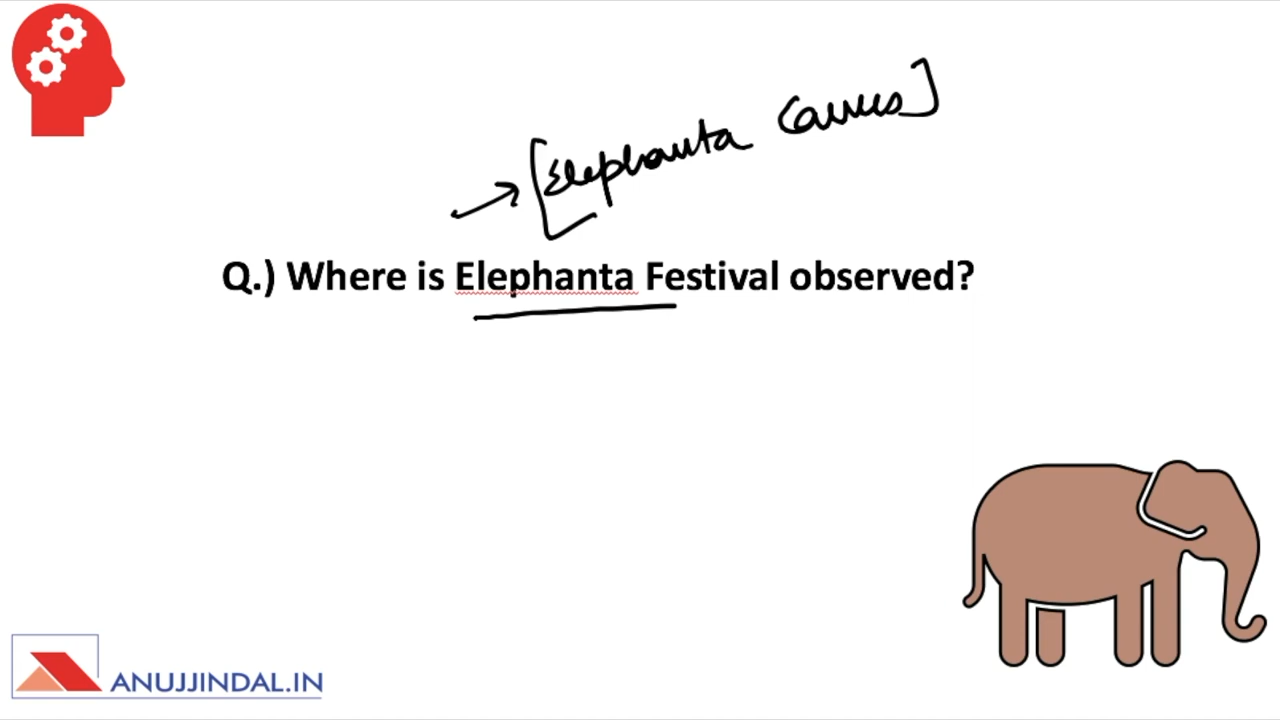 [Elephanta Caves]
Q.) Where is Elephanta Festival observed?
ANUJJINDAL.IN